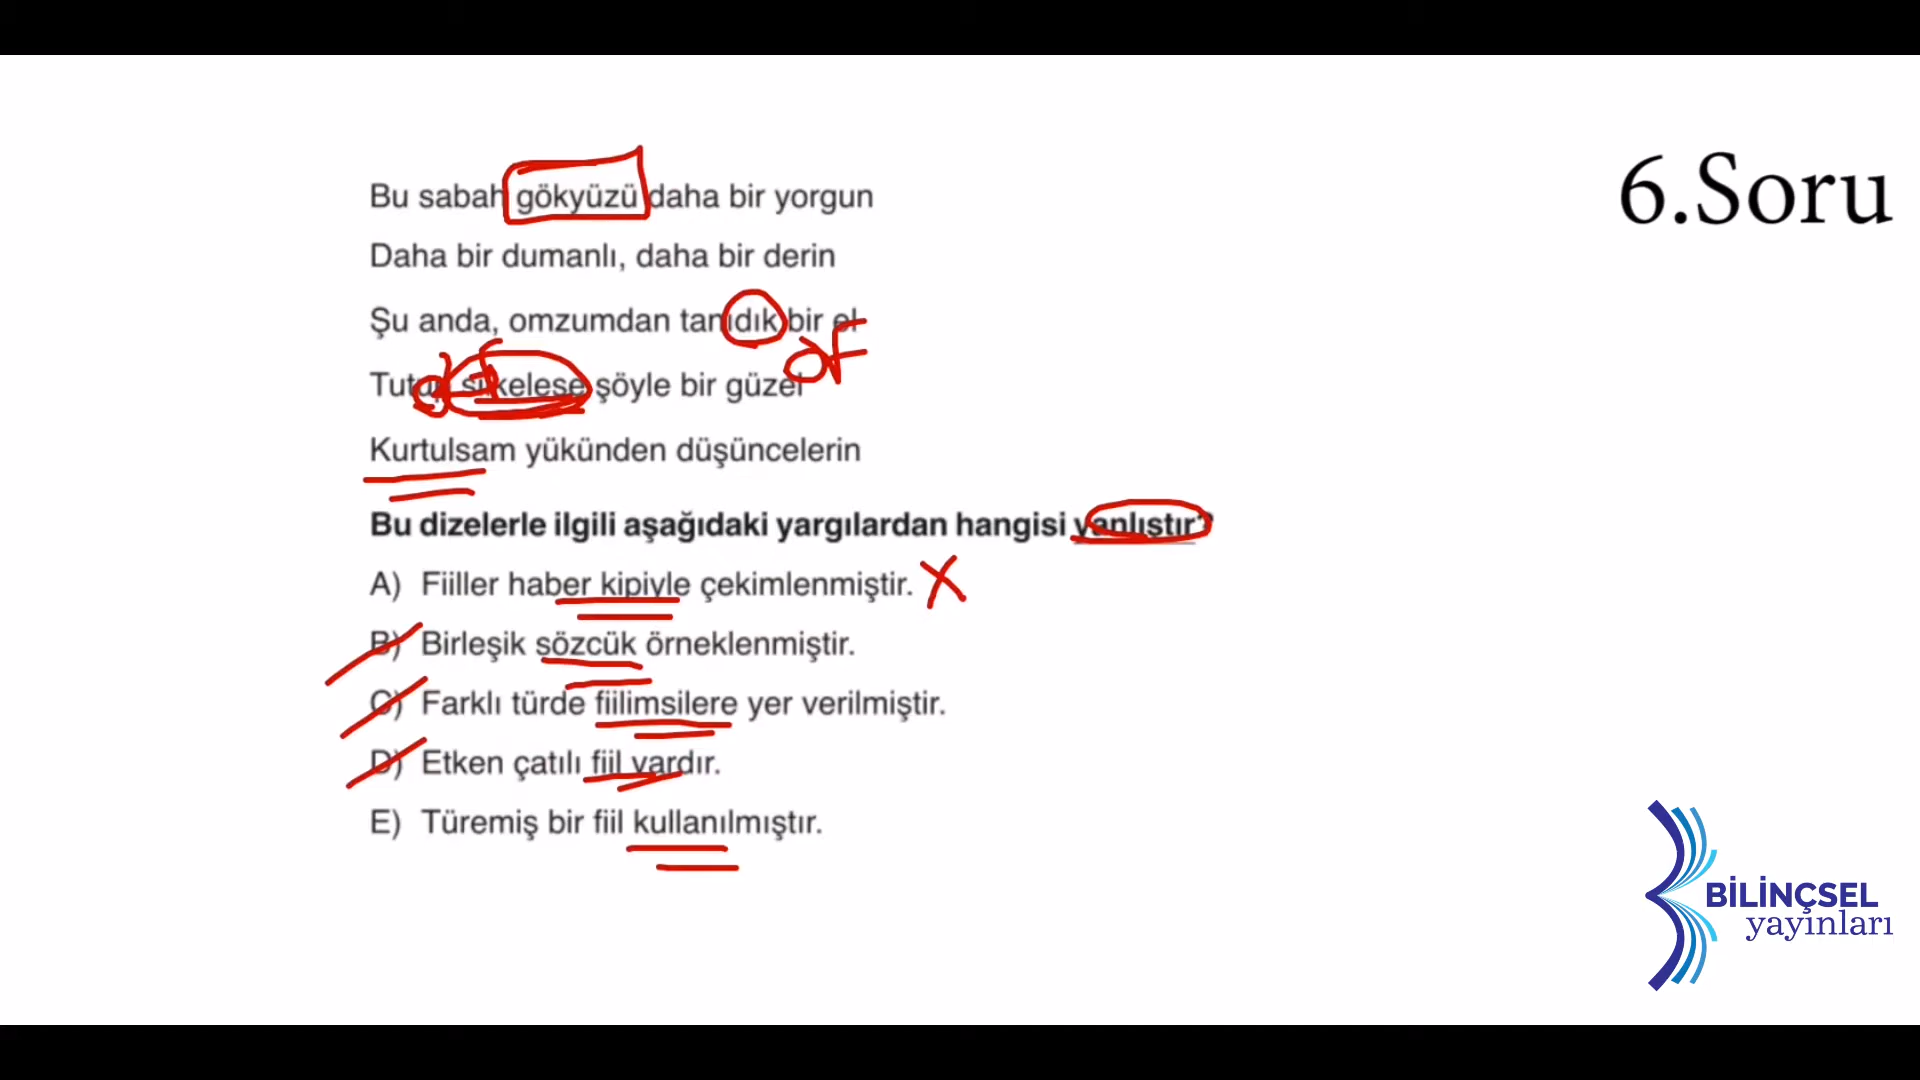 6.Soru
Bu sabah gökyüzü daha bir yorgun
Daha bir dumanlı, daha bir derin
Şu anda, omzumdan tanıdık bir el
Tutup silkelese şöyle bir güzel
Kurtulsam yükünden düşüncelerin
Bu dizelerle ilgili aşağıdaki yargılardan hangisi yanlıştır?
A) Fiiller haber kipiyle çekimlenmiştir.
B) Birleşik sözcük örneklenmiştir.
C) Farklı türde fiilimsilere yer verilmiştir.
D) Etken çatılı fiil vardır.
E) Türemiş bir fiil kullanılmıştır.
BİLİNÇSEL
yayınları